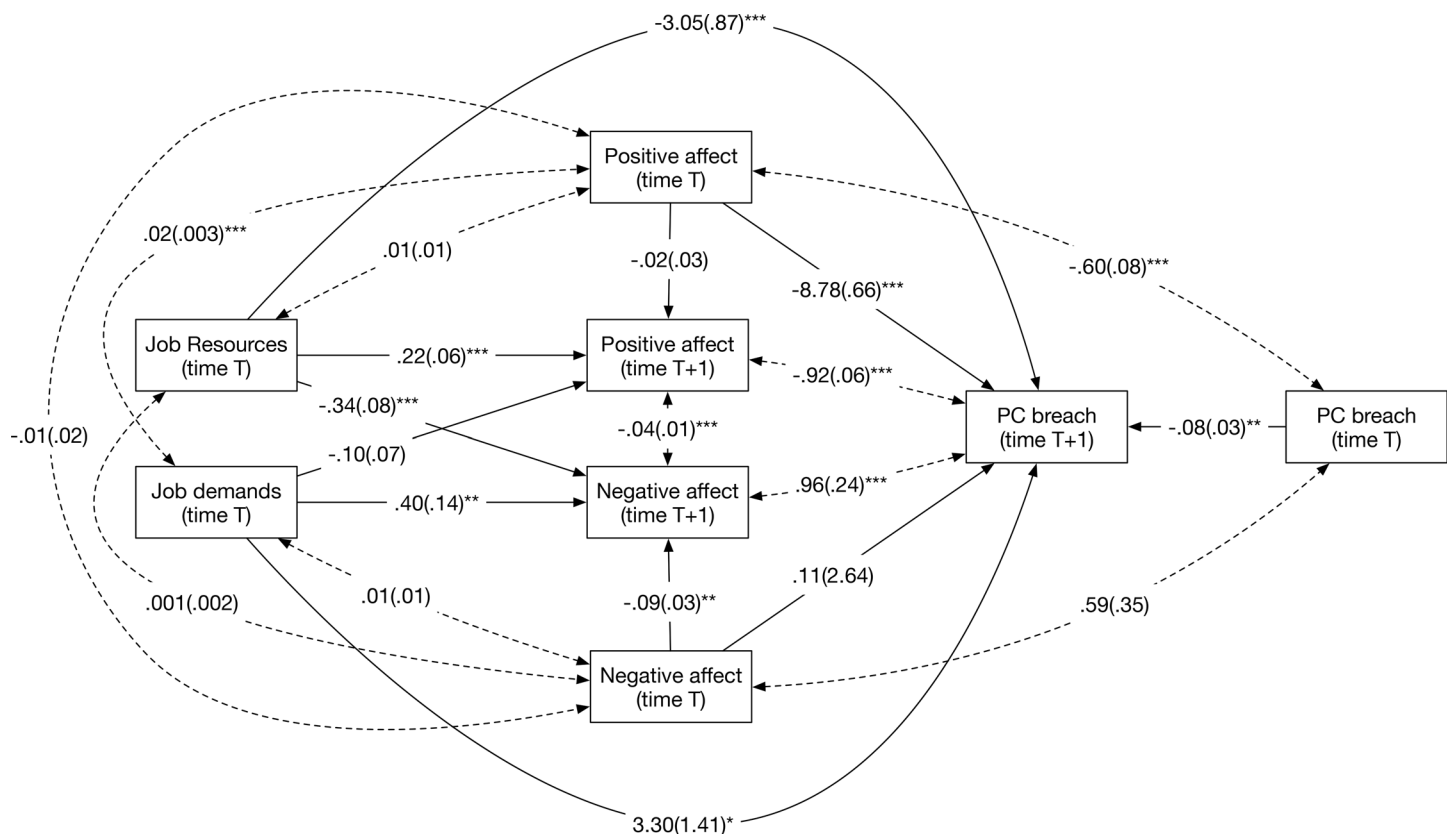 -3.05(.87)***
Positive affect
(time T)
.02(.003)***
.01(.01)
-.02(.03)
-.60(.08)***
-8.78(.66)***
Job Resources
(time T)
.22(.06)***
Positive affect
(time T+1)
-.92(.06)***
-.34(.08)***
PC breach
(time T+1)
-.08(.03)**
PC breach
(time T)
-.01(.02)
-.04(.01)***
-.10(.07)
Job demands
(time T)
.40(.14)**
Negative affect
(time T+1)
.96(.24)***
.001(.002)
.01(.01)
-.09(.03)**
.11(2.64)
.59(.35)
Negative affect
(time T)
3.30(1.41)*